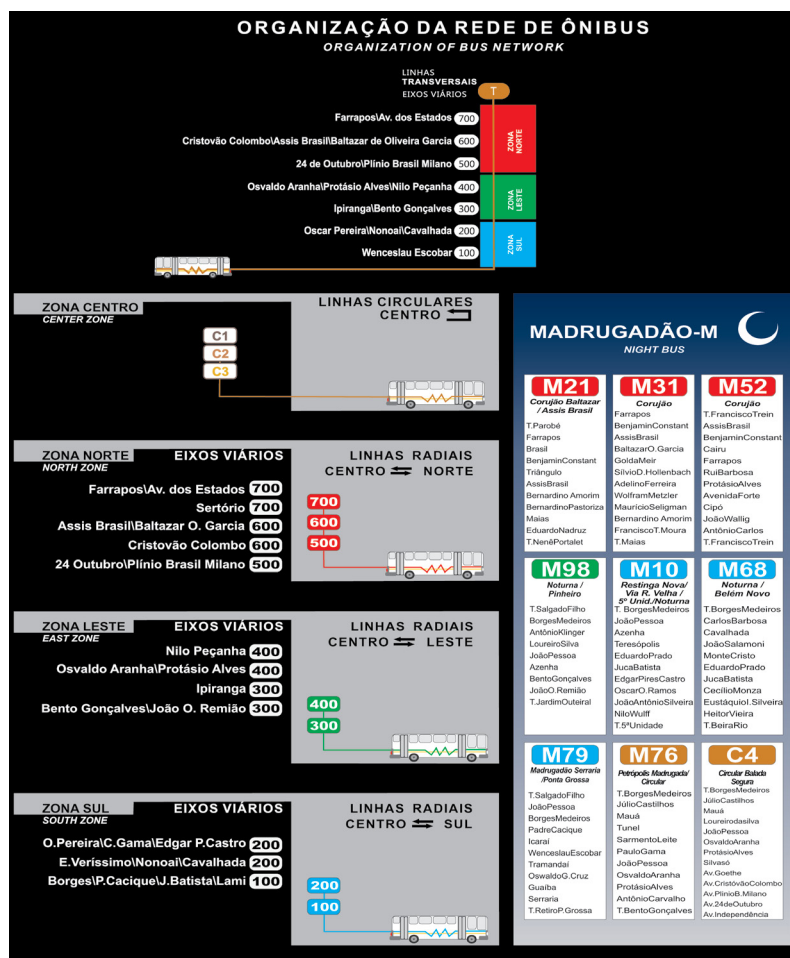 ORGANIZAÇÃO DA REDE DE ÔNIBUS
ORGANIZATION OF BUS NETWORK
LINHAS
TRANSVERSAIS
EIXOS VIÁRIOS
T
Farrapos/Av. dos Estados 700
Cristovão Colombo\Assis Brasil\Baltazar de Oliveira Garcia 600
24 de Outubro\Plínio Brasil Milano 500
ZONA
NORTE
Osvaldo Aranha\Protásio Alves\Nilo Peçanha 400
Ipiranga\Bento Gonçalves 300
ZONA
LESTE
Oscar Pereira\Nonoai\Cavalhada 200
Wenceslau Escobar 100
ZONA
SUL
ZONA CENTRO
CENTER ZONE
LINHAS CIRCULARES
CENTRO
C1
C2
C3
ZONA NORTE
NORTH ZONE
EIXOS VIÁRIOS
Farrapos/Av. dos Estados 700
Sertório 700
Assis Brasil\Baltazar O. Garcia 600
Cristovão Colombo 600
24 Outubro\Plínio Brasil Milano 500
LINHAS RADIAIS
CENTRO NORTE
700
600
500
ZONA LESTE
EAST ZONE
EIXOS VIÁRIOS
Nilo Peçanha 400
Osvaldo Aranha\Protásio Alves 400
Ipiranga 300
Bento Gonçalves\João O. Remião 300
LINHAS RADIAIS
CENTRO LESTE
400
300
ZONA SUL
SOUTH ZONE
EIXOS VIÁRIOS
O.Pereira\C.Gama\Edgar P.Castro 200
E.Veríssimo\Nonoai\Cavalhada 200
Borges\P.Cacique\J.Batista\Lami 100
LINHAS RADIAIS
CENTRO SUL
200
100
MADRUGADÃO-M
NIGHT BUS
M21
Corujão Baltazar
/ Assis Brasil
T.Parobé
Farrapos
Brasil
BenjaminConstant
Triângulo
AssisBrasil
Bernardino Amorim
BernardinoPastoriza
Maias
EduardoNadruz
T.NenêPortalet
M31
Corujão
Farrapos
BenjaminConstant
AssisBrasil
BaltazarO.Garcia
GoldaMeir
SílvioD.Hollenbach
AdelinoFerreira
WolframMetzler
MaurícioSeligman
Bernardino Amorim
FranciscoT.Moura
T.Maias
M52
Corujão
T.FranciscoTrein
AssisBrasil
BenjaminConstant
Cairu
Farrapos
RuiBarbosa
ProtásioAlves
AvenidaForte
Cipó
JoãoWallig
AntônioCarlos
T.FranciscoTrein
M98
Noturna /
Pinheiro
T.SalgadoFilho
BorgesMedeiros
AntônioKlinger
LoureiroSilva
JoãoPessoa
Azenha
BentoGonçalves
JoãoO.Remião
T.JardimOuteiral
M10
Restinga Nova/
Via R. Velha /
5º Unid./Noturna
T. BorgesMedeiros
JoãoPessoa
Azenha
Teresópolis
EduardoPrado
JucaBatista
EdgarPiresCastro
OscarO.Ramos
JoãoAntônioSilveira
NiloWulff
T.5ªUnidade
M68
Noturna /
Belém Novo
T.BorgesMedeiros
CarlosBarbosa
Cavalhada
JoãoSalamoni
MonteCristo
EduardoPrado
JucaBatista
CecílioMonza
EustáquioI.Silveira
HeitorVieira
T.BeiraRio
M79
Madrugadão Serraria
/Ponta Grossa
T.SalgadoFilho
JoãoPessoa
BorgesMedeiros
PadreCacique
Icaraí
WenceslauEscobar
Tramandaí
OswaldoG.Cruz
Guaíba
Serraria
T.RetiroP.Grossa
M76
Petrópolis Madrugada/
Circular
T.BorgesMedeiros
JúlioCastilhos
Mauá
Tunel
SarmentoLeite
PauloGama
JoãoPessoa
OsvaldoAranha
ProtásioAlves
AntônioCarvalho
T.BentoGonçalves
C4
Circular Balada
Segura
T.BorgesMedeiros
JúlioCastilhos
Mauá
Loureirodasilva
JoãoPessoa
OsvaldoAranha
ProtásioAlves
Silvasó
Av.Goethe
Av.CristóvãoColombo
Av.PlínioB.Milano
Av.24deOutubro
Av.Independência